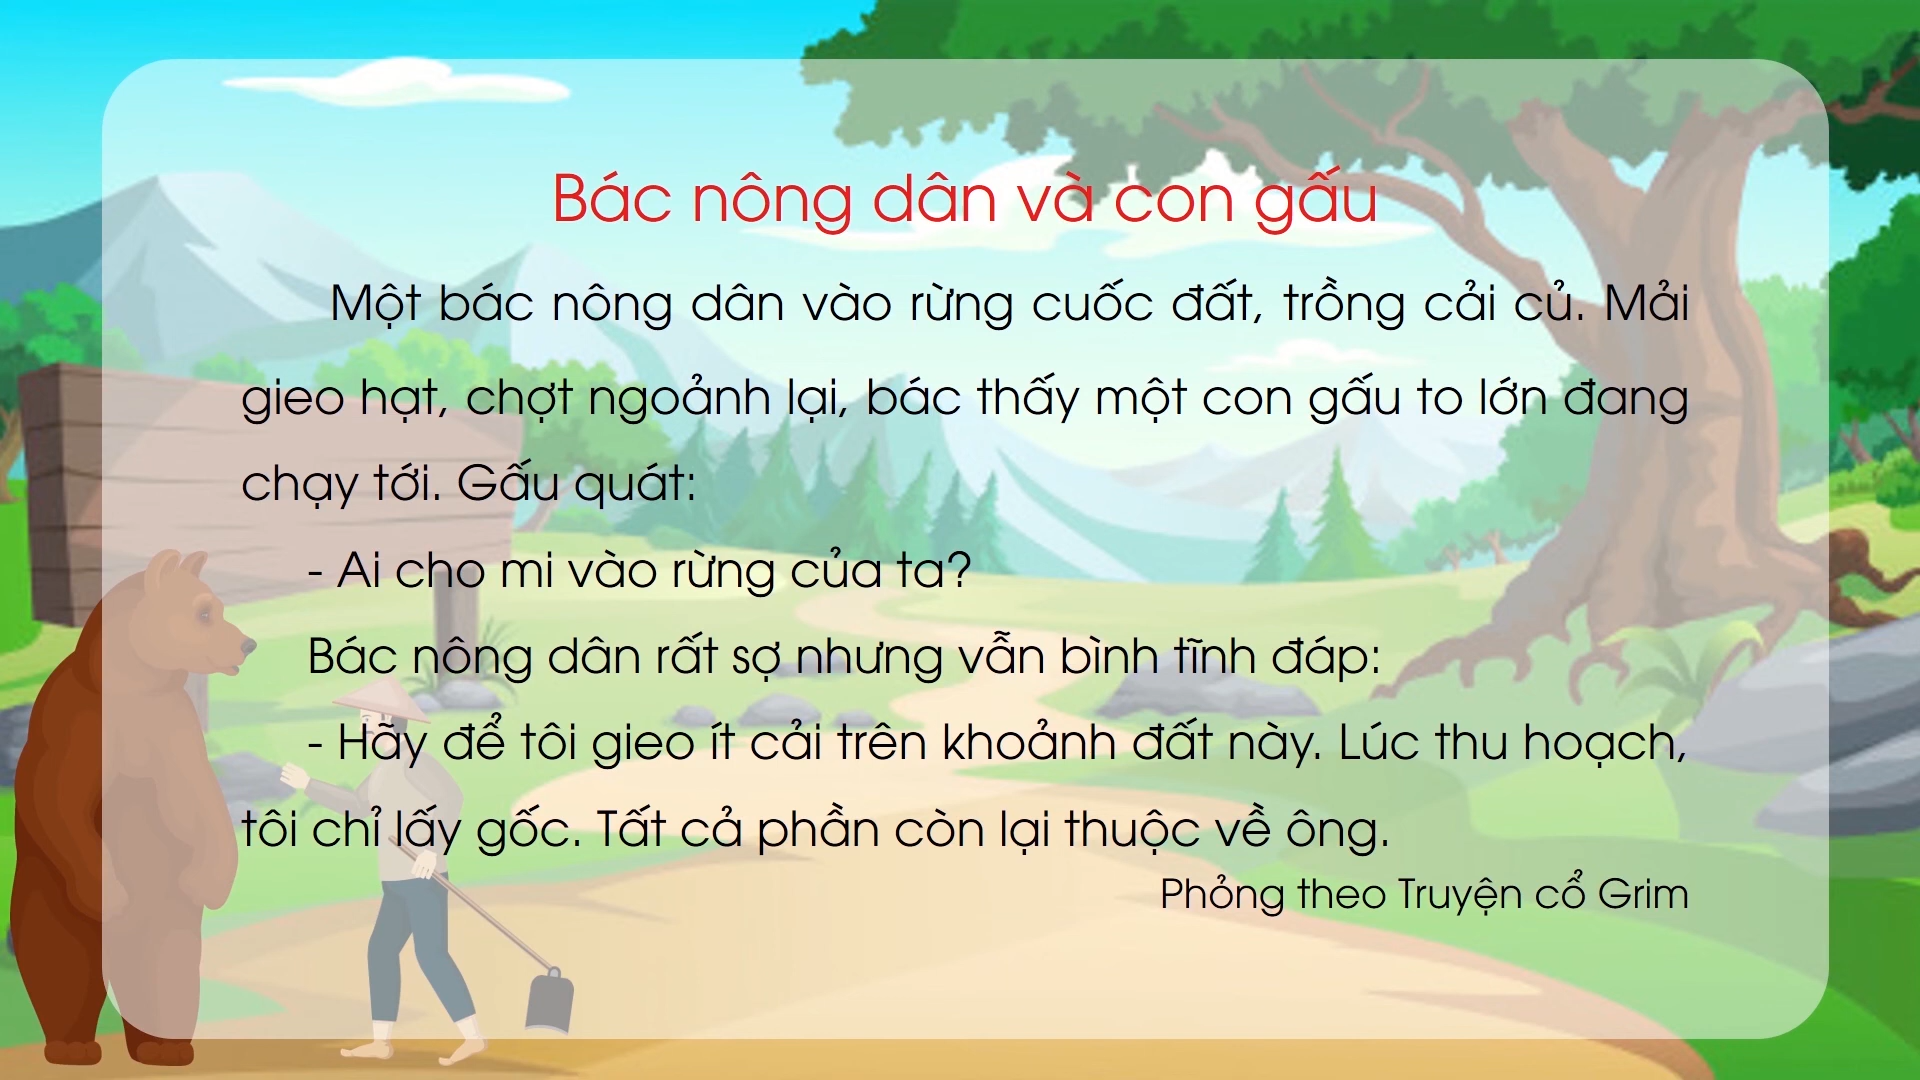 Bác nông dân và con gấu
Một bác nông dân vào rừng cuốc đất, trồng cải củ. Mải
gieo hạt, chợt ngoảnh lại, bác thấy một con gấu to lớn đang
chạy tới. Gấu quát:
- Ai cho mi vào rừng của ta?
Bác nông dân rất sợ nhưng vẫn bình tĩnh đáp:
- Hãy để tôi gieo ít cải trên khoảnh đất này. Lúc thu hoạch,
tôi chỉ lấy gốc. Tất cả phần còn lại thuộc về ông.
Phỏng theo Truyện cổ Grim